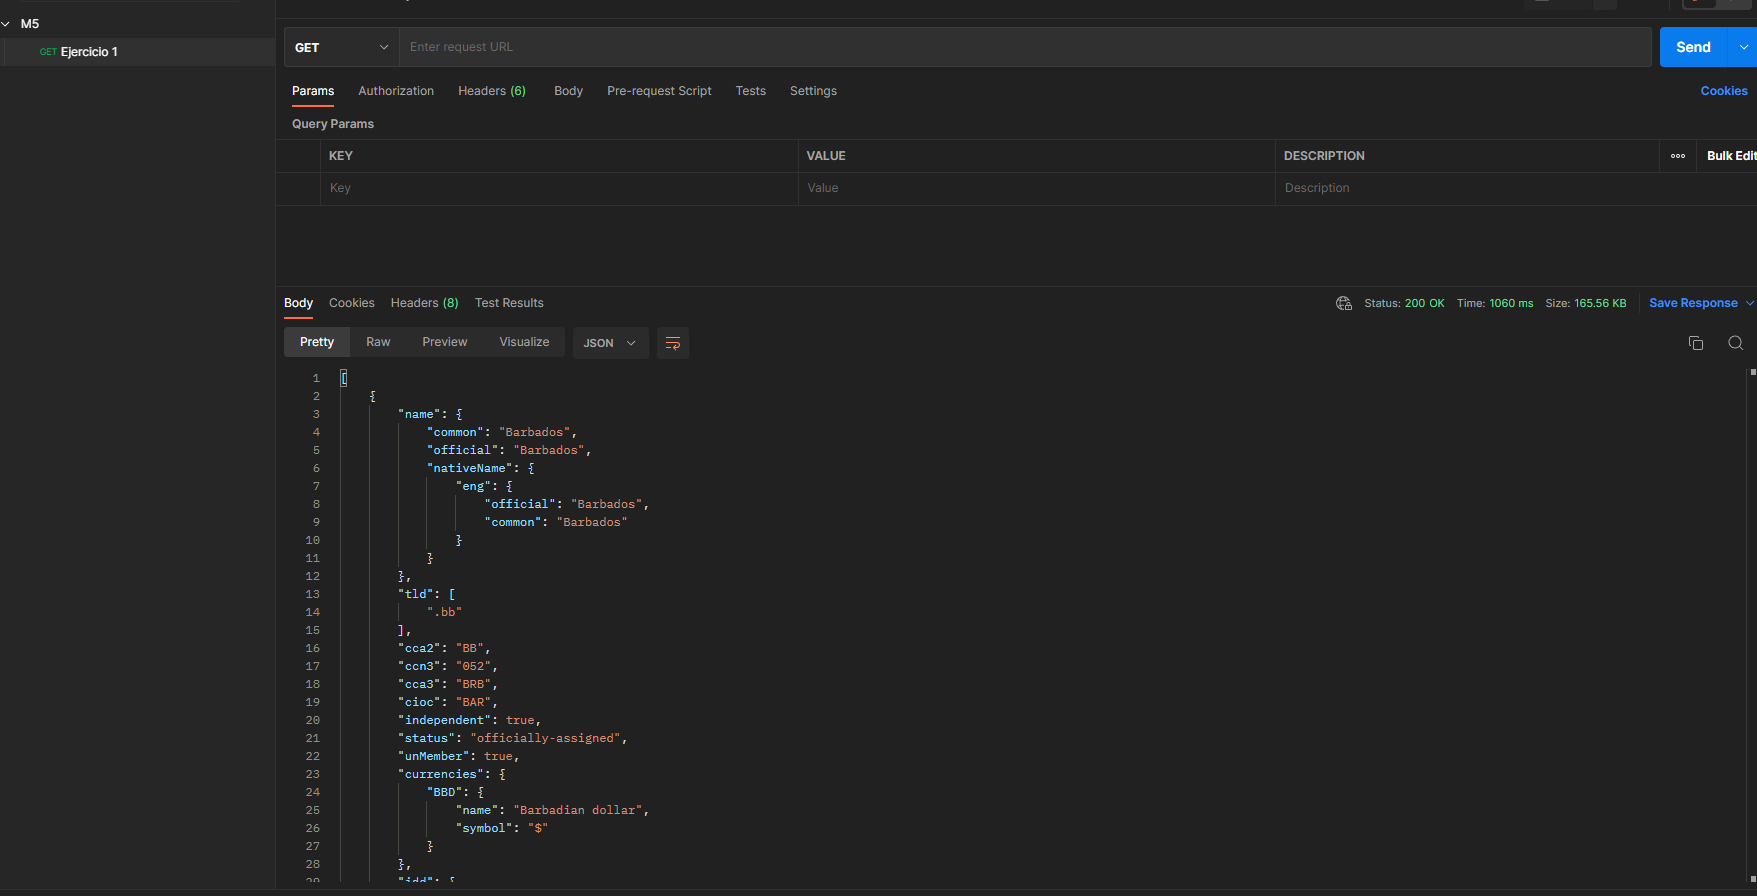 M5
GET Ejercicio 1
GET Enter request URL Send
Params Authorization Headers (6) Body Pre-request Script Tests Settings Cookies
Query Params
KEY VALUE DESCRIPTION ooo Bulk Edit
Key Value Description
Body Cookies Headers (8) Test Results Status: 200 OK Time: 1060 ms Size: 165.56 KB Save Response
Pretty Raw Preview Visualize JSON
1 [
2 {
3 "name": {
4 "common": "Barbados",
5 "official": "Barbados",
6 "nativeName": {
7 "eng": {
8 "official": "Barbados",
9 "common": "Barbados"
10 }
11 }
12 },
13 "tld": [
14 ".bb"
15 ],
16 "cca2": "BB",
17 "ccn3": "052",
18 "cca3": "BRB",
19 "cioc": "BAR",
20 "independent": true,
21 "status": "officially-assigned",
22 "unMember": true,
23 "currencies": {
24 "BBD": {
25 "name": "Barbadian dollar",
26 "symbol": "$"
27 }
28 },
29 "idd": {